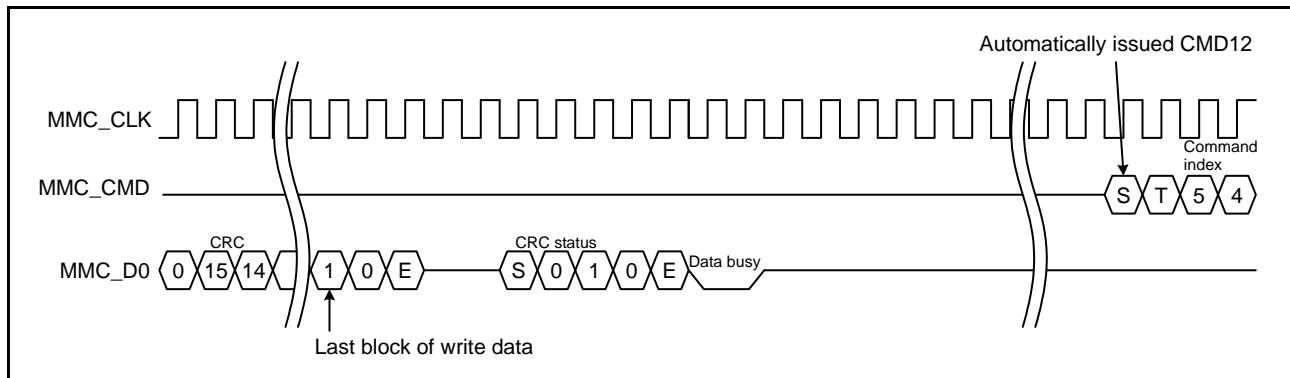 Automatically issued CMD12
MMC_CLK
Command
index
MMC_CMD
S T 5 4
CRC
CRC status
MMC_D0
0 15 14 1 0 E S 0 1 0 E Data busy
Last block of write data